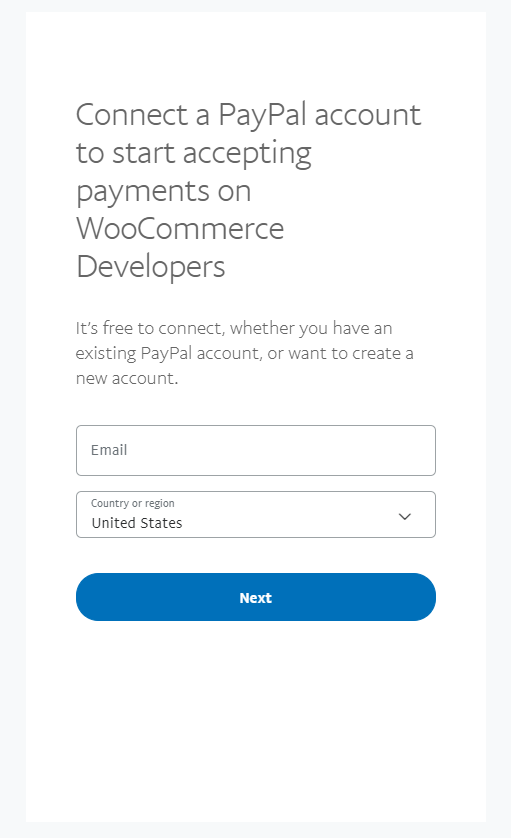 Connect a PayPal account
to start accepting
payments on
WooCommerce
Developers
It's free to connect, whether you have an
existing PayPal account, or want to create a
new account.
Email
Country or region
United States
Next